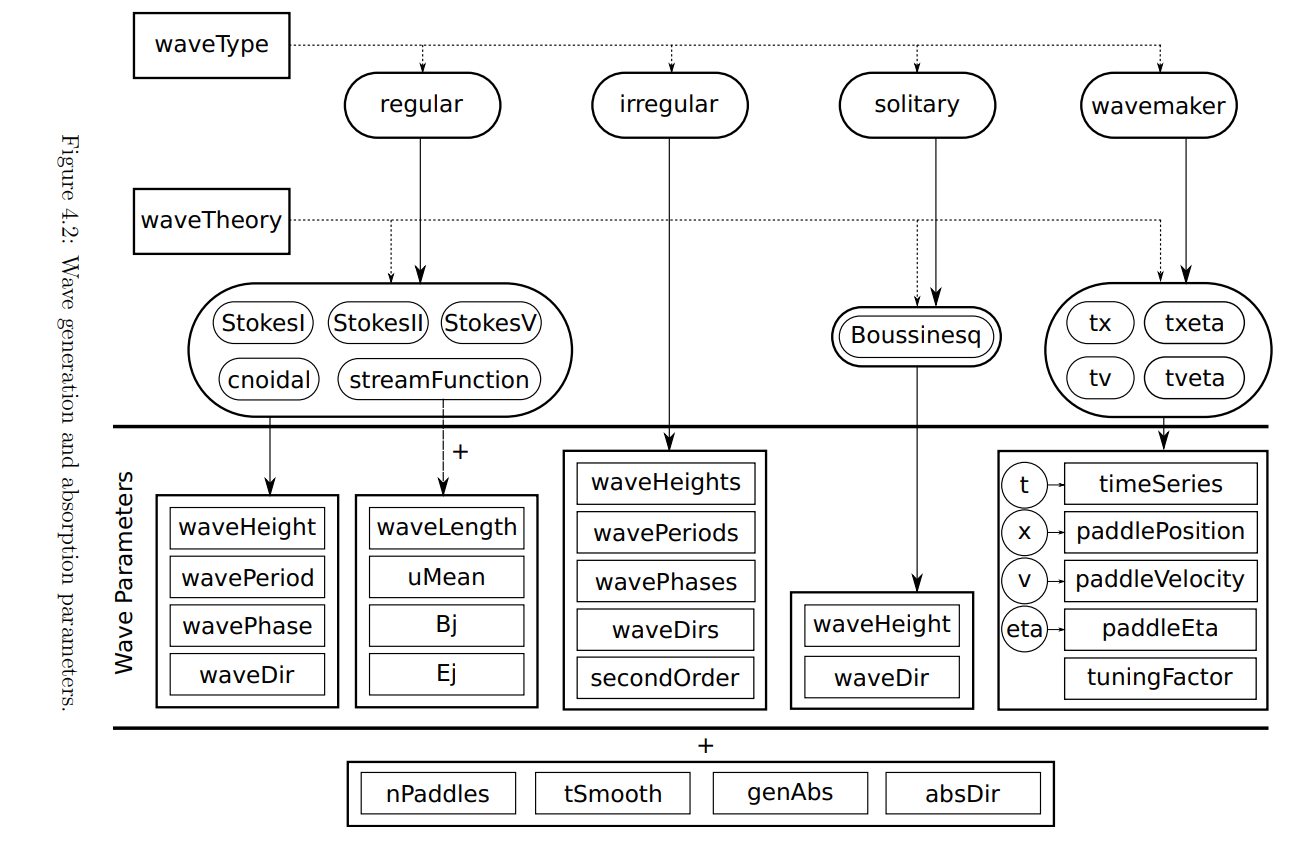 waveType
regular
irregular
solitary
wavemaker
waveTheory
StokesI
StokesII
StokesV
cnoidal
streamFunction
Boussinesq
tx
txeta
tv
tveta
+
Wave Parameters
waveHeight
wavePeriod
wavePhase
waveDir
waveLength
uMean
Bj
Ej
waveHeights
wavePeriods
wavePhases
waveDirs
secondOrder
waveHeight
waveDir
t
timeSeries
x
paddlePosition
v
paddleVelocity
eta
paddleEta
tuningFactor
+
nPaddles
tSmooth
genAbs
absDir
Figure 4.2: Wave generation and absorption parameters.